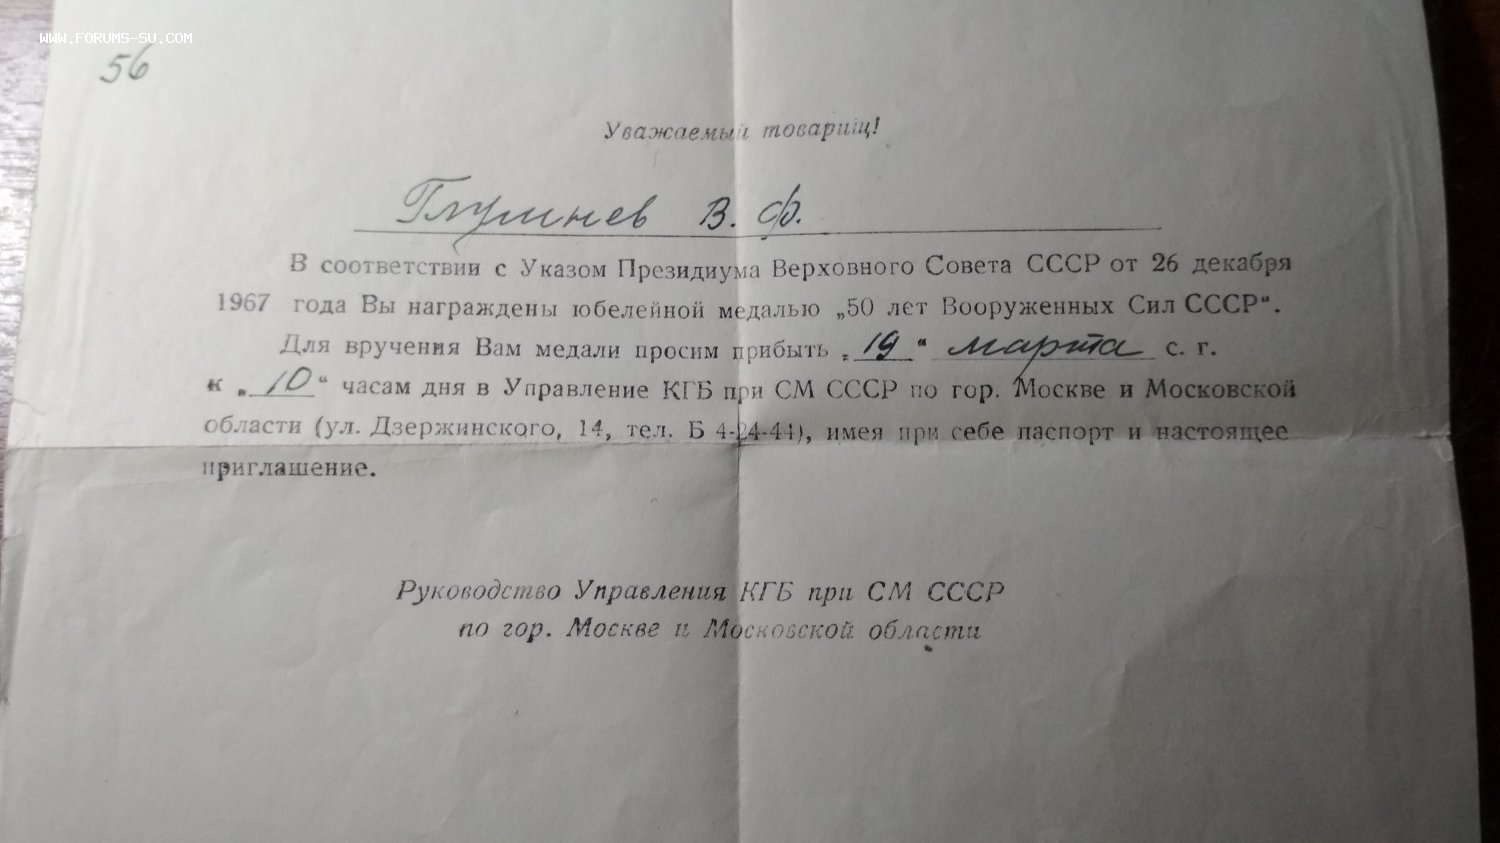 WWW.FORUMS-SU.COM
56
Уважаемый товарищ!
В. Ф.
В соответствии с Указом Президиума Верховного Совета СССР от 26 декабря
1967 года Вы награждены юбелейной медалью „50 лет Вооруженных Сил СССР“.
Для вручения Вам медали просим прибыть „19“ марта с. г.
к „10“ часам дня в Управление КГБ при СМ СССР по гор. Москве и Московской
области (ул. Дзержинского, 14, тел. Б 4-24-44), имея при себе паспорт и настоящее
приглашение.
Руководство Управления КГБ при СМ СССР
по гор. Москве и Московской области